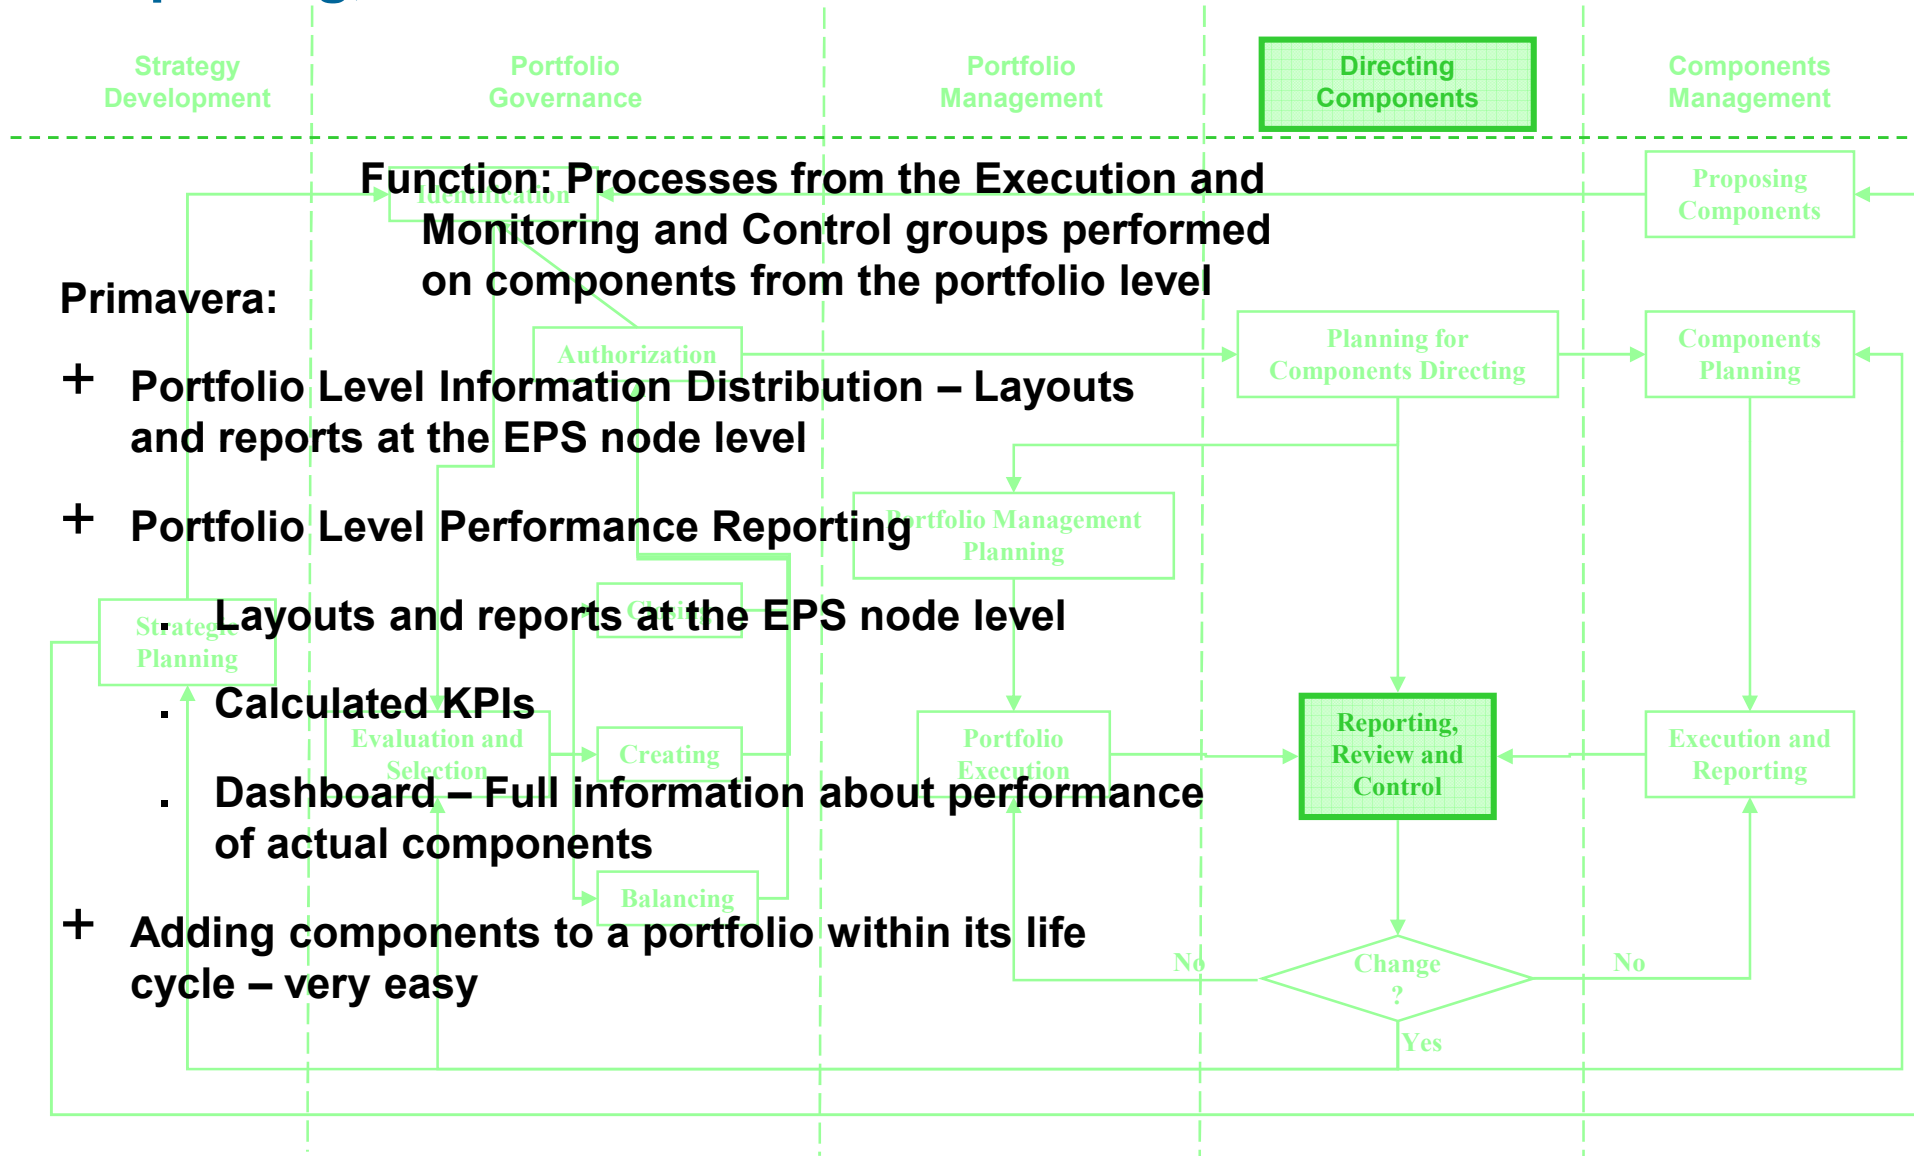 Strategy
Development
Portfolio
Governance
Portfolio
Management
Directing
Components
Components
Management
Function: Processes from the Execution and
Monitoring and Control groups performed
on components from the portfolio level
Primavera:
+ Portfolio Level Information Distribution – Layouts
and reports at the EPS node level
+ Portfolio Level Performance Reporting
. Layouts and reports at the EPS node level
. Calculated KPIs
. Dashboard – Full information about performance
of actual components
+ Adding components to a portfolio within its life
cycle – very easy
Identification
Proposing
Components
Authorization
Planning for
Components Directing
Components
Planning
Portfolio Management
Planning
Strategic
Planning
Closing
Evaluation and
Selection
Creating
Portfolio
Execution
Reporting,
Review and
Control
Execution and
Reporting
Balancing
No
Change
?
No
Yes